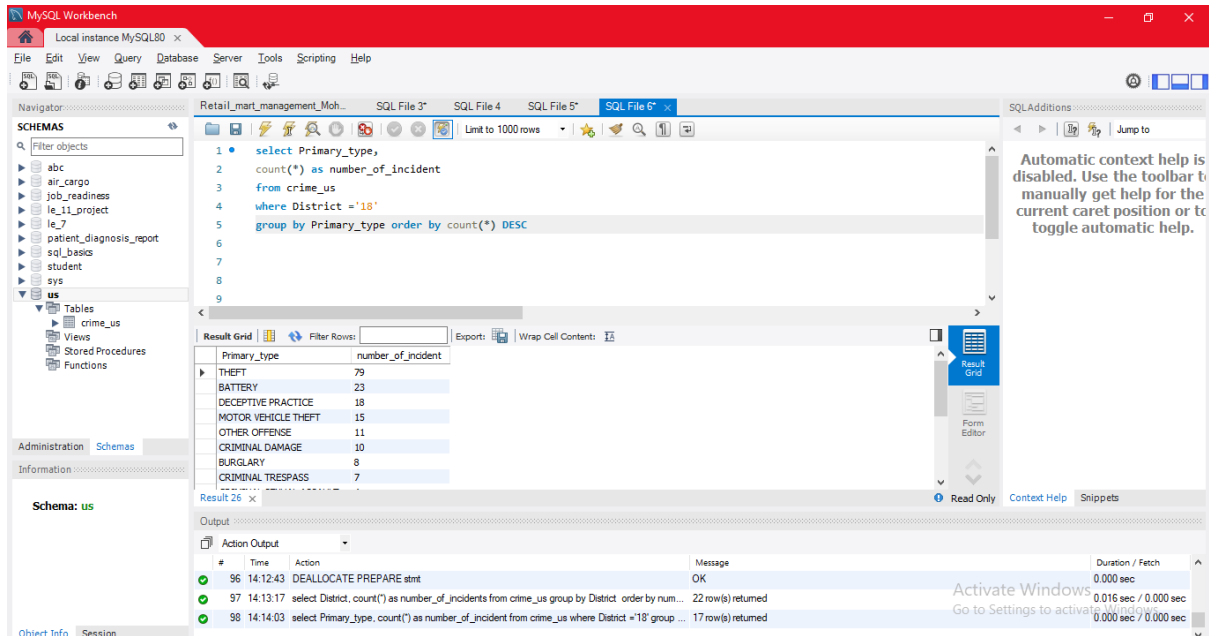 MySQL Workbench
Local instance MySQL80 ×
File Edit View Query Database Server Tools Scripting Help
Navigator
SCHEMAS
Filter objects
abc
air_cargo
job_readiness
le_11_project
le_7
patient_diagnosis_report
sql_basics
student
sys
us
Tables
crime_us
Views
Stored Procedures
Functions
Administration Schemas
Information
Schema: us
Object Info Session
Retail_mart_management_Moh... SQL File 3* SQL File 4 SQL File 5* SQL File 6* ×
Limit to 1000 rows
1 select Primary_type,
2 count(*) as number_of_incident
3 from crime_us
4 where District ='18'
5 group by Primary_type order by count(*) DESC
6
7
8
9
Result Grid Filter Rows: Export: Wrap Cell Content:
Primary_type number_of_incident
THEFT 79
BATTERY 23
DECEPTIVE PRACTICE 18
MOTOR VEHICLE THEFT 15
OTHER OFFENSE 11
CRIMINAL DAMAGE 10
BURGLARY 8
CRIMINAL TRESPASS 7
Result Grid
Form Editor
Result 26 ×
Read Only
Output
Action Output
# Time Action Message Duration / Fetch
96 14:12:43 DEALLOCATE PREPARE stmt OK 0.000 sec
97 14:13:17 select District, count(*) as number_of_incidents from crime_us group by District order by num... 22 row(s) returned 0.016 sec / 0.000 sec
98 14:14:03 select Primary_type, count(*) as number_of_incident from crime_us where District ='18' group ... 17 row(s) returned 0.000 sec / 0.000 sec
SQLAdditions
Jump to
Automatic context help is
disabled. Use the toolbar t
manually get help for the
current caret position or to
toggle automatic help.
Context Help Snippets
Activate Windows
Go to Settings to activate Windows.